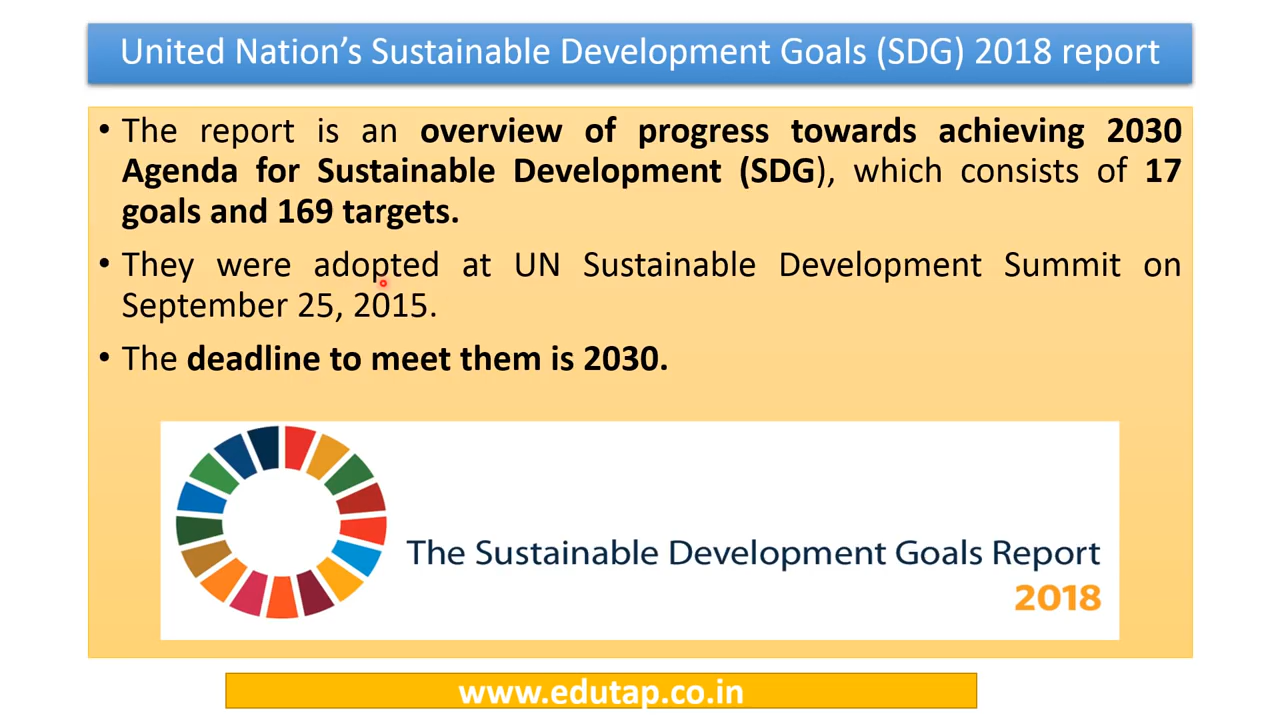 United Nation’s Sustainable Development Goals (SDG) 2018 report
• The report is an overview of progress towards achieving 2030
Agenda for Sustainable Development (SDG), which consists of 17
goals and 169 targets.
• They were adopted at UN Sustainable Development Summit on
September 25, 2015.
• The deadline to meet them is 2030.
The Sustainable Development Goals Report
2018
www.edutap.co.in